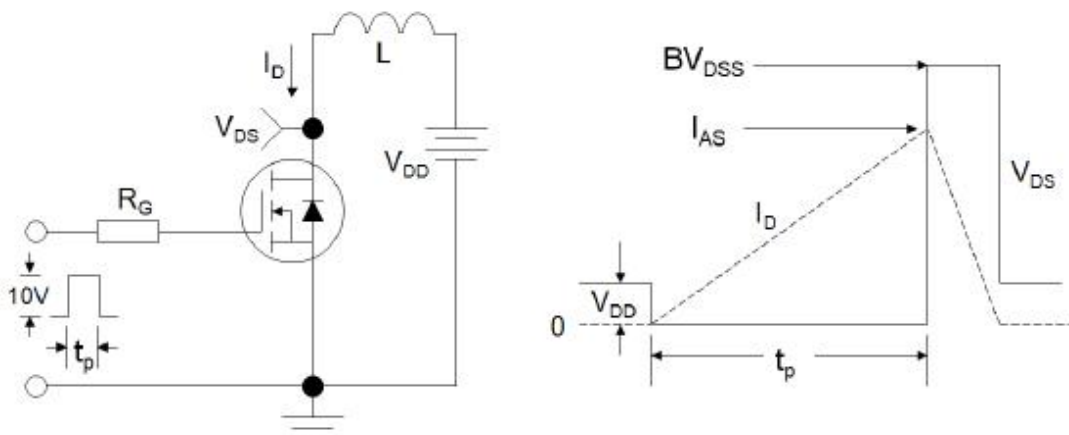 L
I_D
V_DS
V_DD
R_G
10V
t_p
BV_DSS
I_AS
V_DS
I_D
V_DD
0
t_p